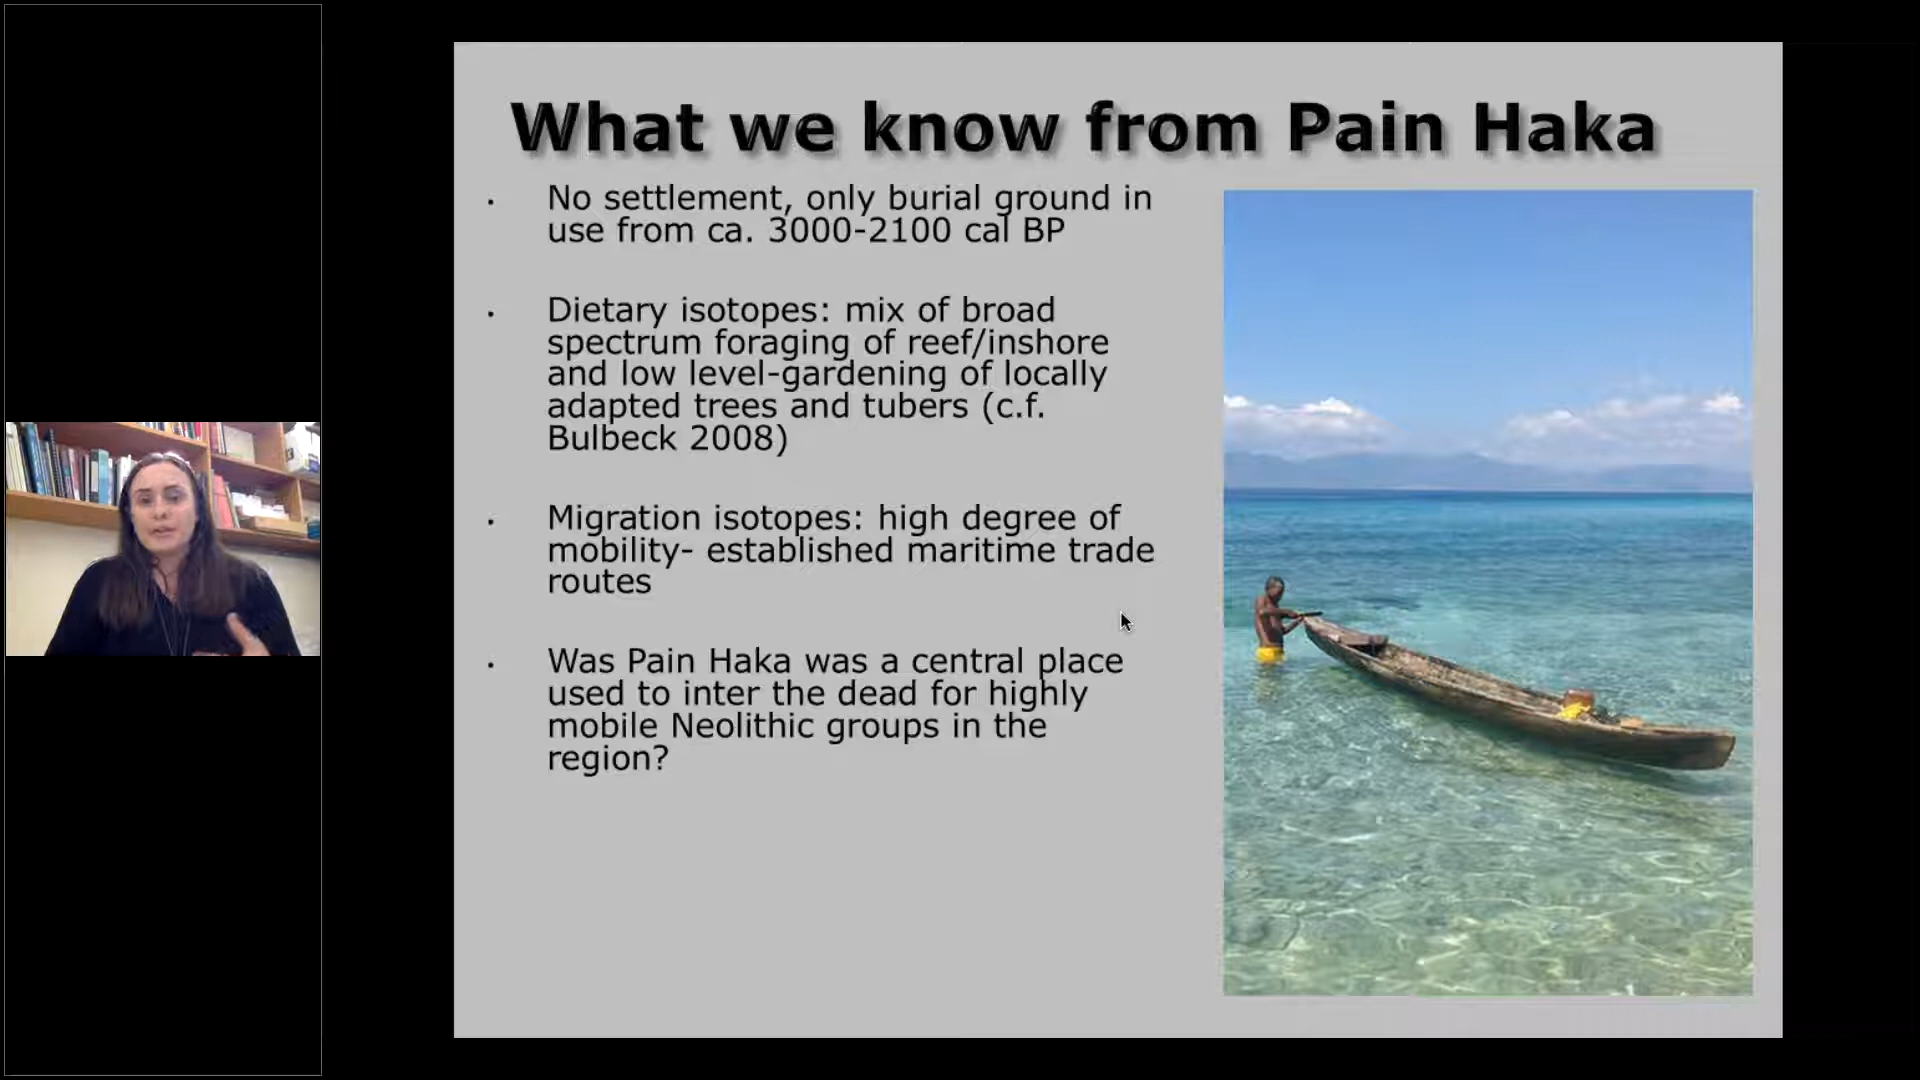 What we know from Pain Haka
No settlement, only burial ground in
use from ca. 3000-2100 cal BP
Dietary isotopes: mix of broad
spectrum foraging of reef/inshore
and low level-gardening of locally
adapted trees and tubers (c.f.
Bulbeck 2008)
Migration isotopes: high degree of
mobility- established maritime trade
routes
Was Pain Haka was a central place
used to inter the dead for highly
mobile Neolithic groups in the
region?